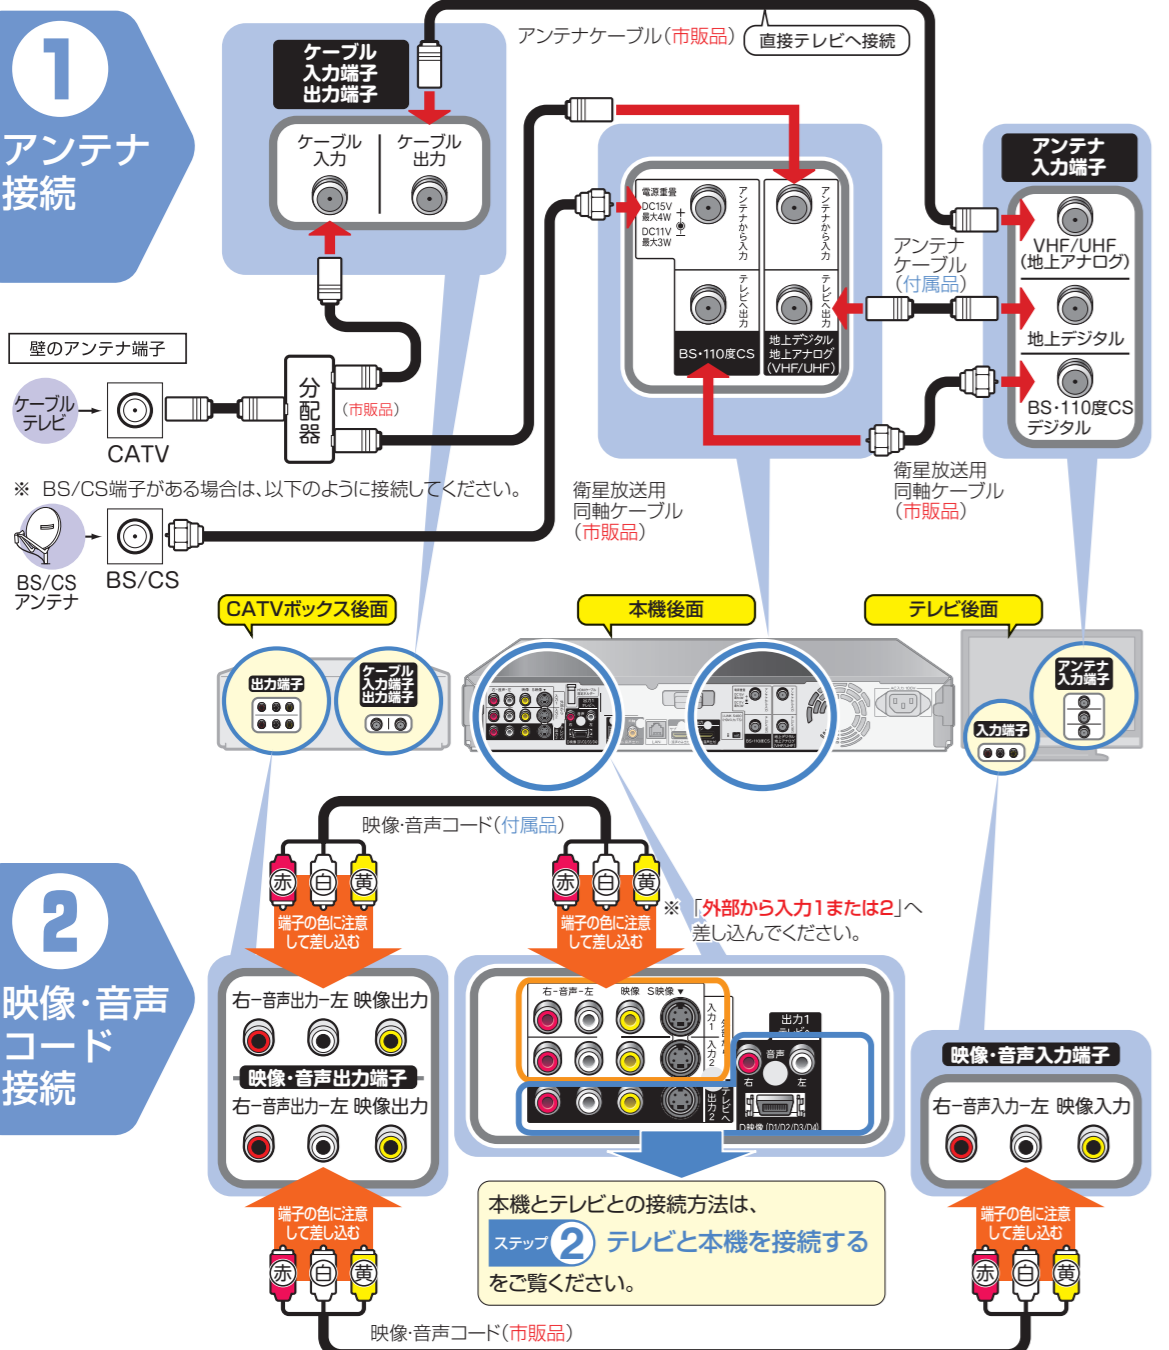 1
アンテナ
接続
ケーブル
入力端子
出力端子
ケーブル
入力
ケーブル
出力
アンテナケーブル(市販品)
直接テレビへ接続
電源重畳
DC15V
最大4W
DC11V
最大3W
アンテナから入力
アンテナから入力
テレビへ出力
テレビへ出力
BS・110度CS
地上デジタル
地上アナログ
(VHF/UHF)
アンテナ
ケーブル
(付属品)
アンテナ
入力端子
VHF/UHF
(地上アナログ)
地上デジタル
BS・110度CS
デジタル
壁のアンテナ端子
ケーブル
テレビ
CATV
分配器
(市販品)
※ BS/CS端子がある場合は、以下のように接続してください。
BS/CS
アンテナ
BS/CS
衛星放送用
同軸ケーブル
(市販品)
衛星放送用
同軸ケーブル
(市販品)
CATVボックス後面
本機後面
テレビ後面
出力端子
ケーブル
入力端子
出力端子
アンテナ
入力端子
入力端子
2
映像・音声
コード
接続
映像・音声コード(付属品)
赤 白 黄
端子の色に注意
して差し込む
赤 白 黄
端子の色に注意
して差し込む
※ 「外部から入力1または2」へ
差し込んでください。
右-音声出力-左 映像出力
映像・音声出力端子
右-音声出力-左 映像出力
右-音声-左 映像 S映像▼
入力1
入力2
テレビへ
出力2
出力1
テレビへ
音声
右 左
D映像(D1/D2/D3/D4)
映像・音声入力端子
右-音声入力-左 映像入力
本機とテレビとの接続方法は、
ステップ2 テレビと本機を接続する
をご覧ください。
端子の色に注意
して差し込む
赤 白 黄
端子の色に注意
して差し込む
赤 白 黄
映像・音声コード(市販品)